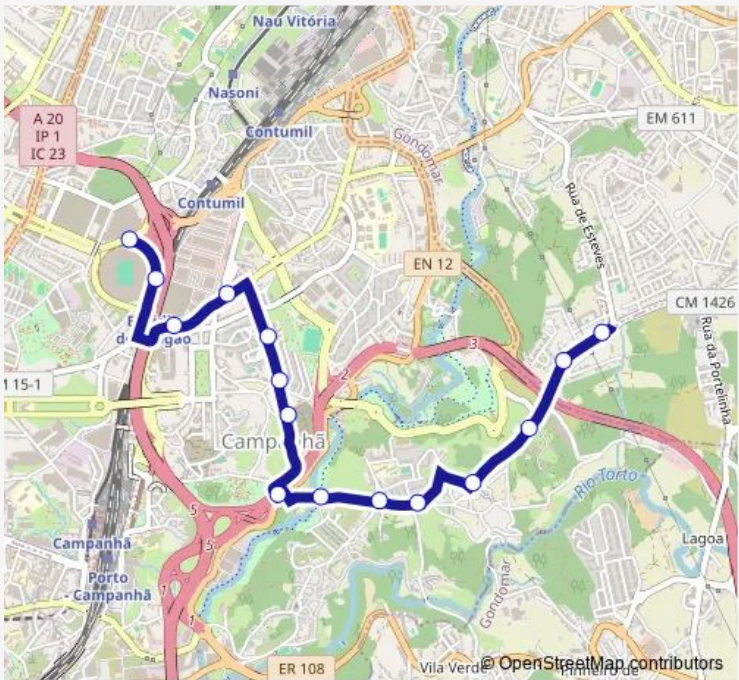 Nau Vitória
Nasoni
A 20
IP 1
IC 23
Contumil
EM 611
Gondomar
Contumil
Rua de Esteves
EN 12
CM 1426
Rua da Portelinha
3
2
Campanhã
Rio Torto
5
5
Campanhã
Porto
- Campanhã
Lagoa
Gondomar
1
1
ER 108
Vila Verde
© OpenStreetMap contributors